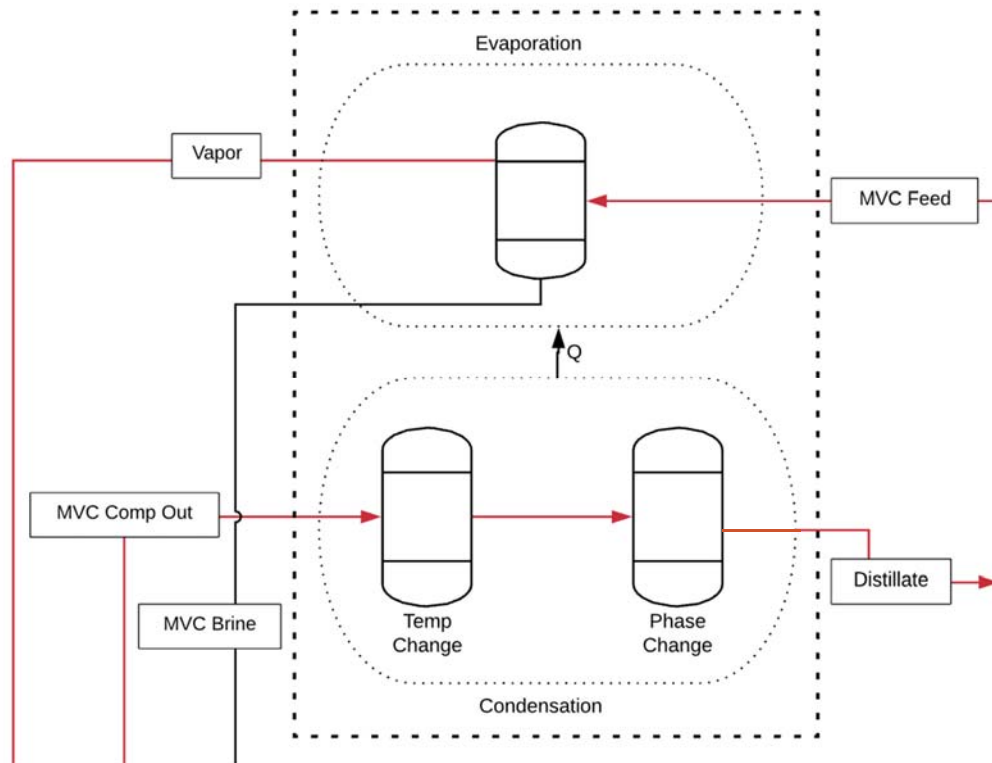 Evaporation
Vapor
MVC Feed
Q
MVC Comp Out
Temp
Change
Phase
Change
Distillate
MVC Brine
Condensation